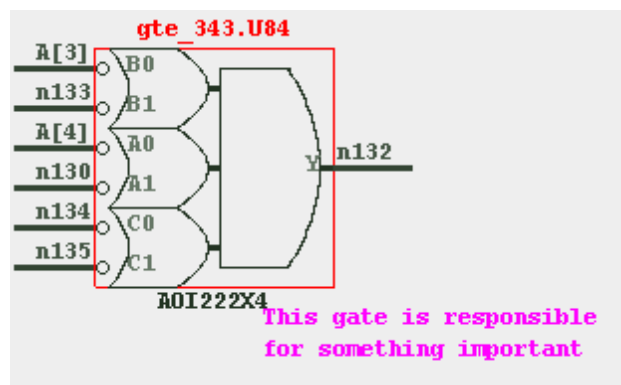 gte_343.U84
A[3]
B0
n133
B1
A[4]
A0
n130
A1
n134
C0
n135
C1
Y
n132
AOI222X4
This gate is responsible
for something important